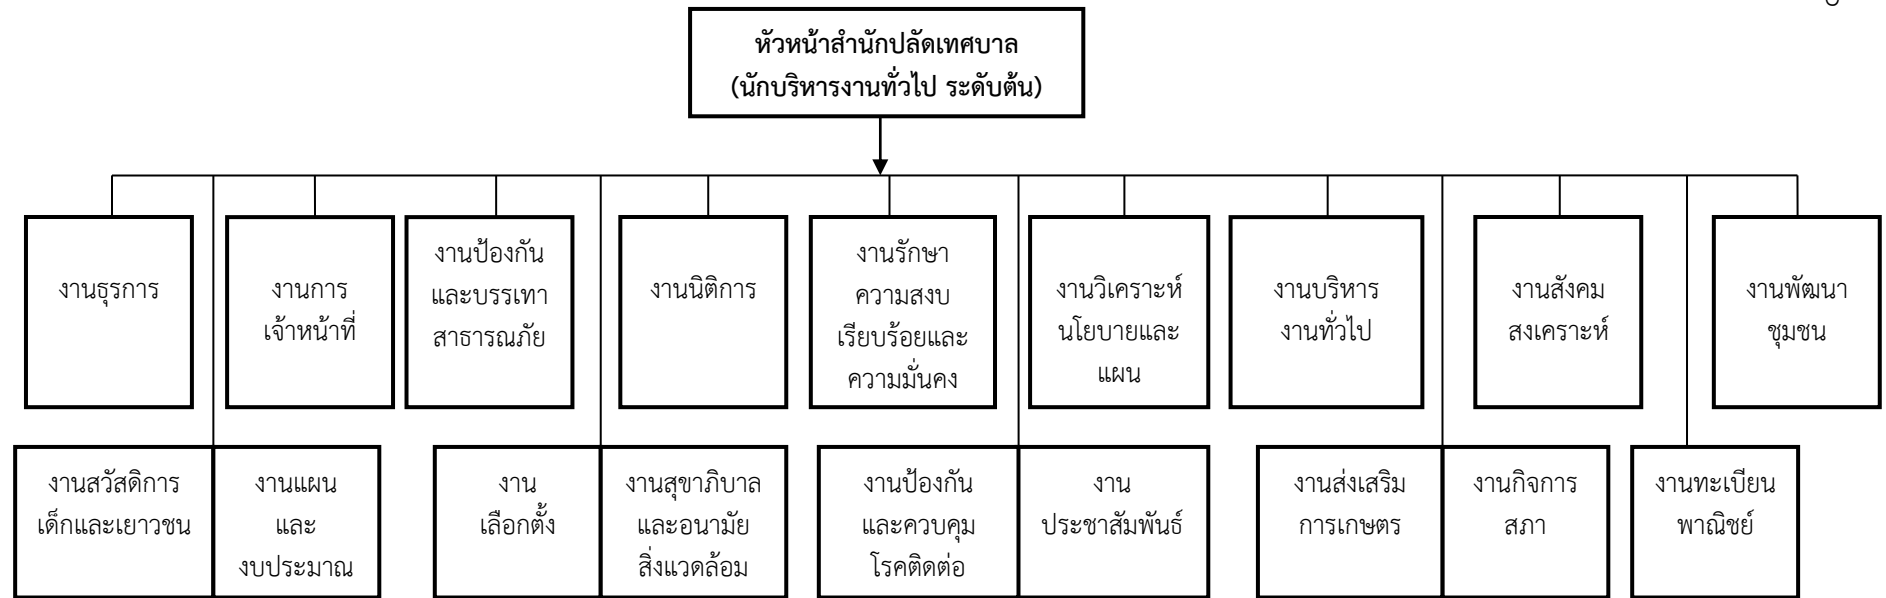 หัวหน้าสำนักปลัดเทศบาล
(นักบริหารงานทั่วไป ระดับต้น)
งานธุรการ
งานการ
เจ้าหน้าที่
งานป้องกัน
และบรรเทา
สาธารณภัย
งานนิติการ
งานรักษา
ความสงบ
เรียบร้อยและ
ความมั่นคง
งานวิเคราะห์
นโยบายและ
แผน
งานบริหาร
งานทั่วไป
งานสังคม
สงเคราะห์
งานพัฒนา
ชุมชน
งานสวัสดิการ
เด็กและเยาวชน
งานแผน
และ
งบประมาณ
งาน
เลือกตั้ง
งานสุขาภิบาล
และอนามัย
สิ่งแวดล้อม
งานป้องกัน
และควบคุม
โรคติดต่อ
งาน
ประชาสัมพันธ์
งานส่งเสริม
การเกษตร
งานกิจการ
สภา
งานทะเบียน
พาณิชย์